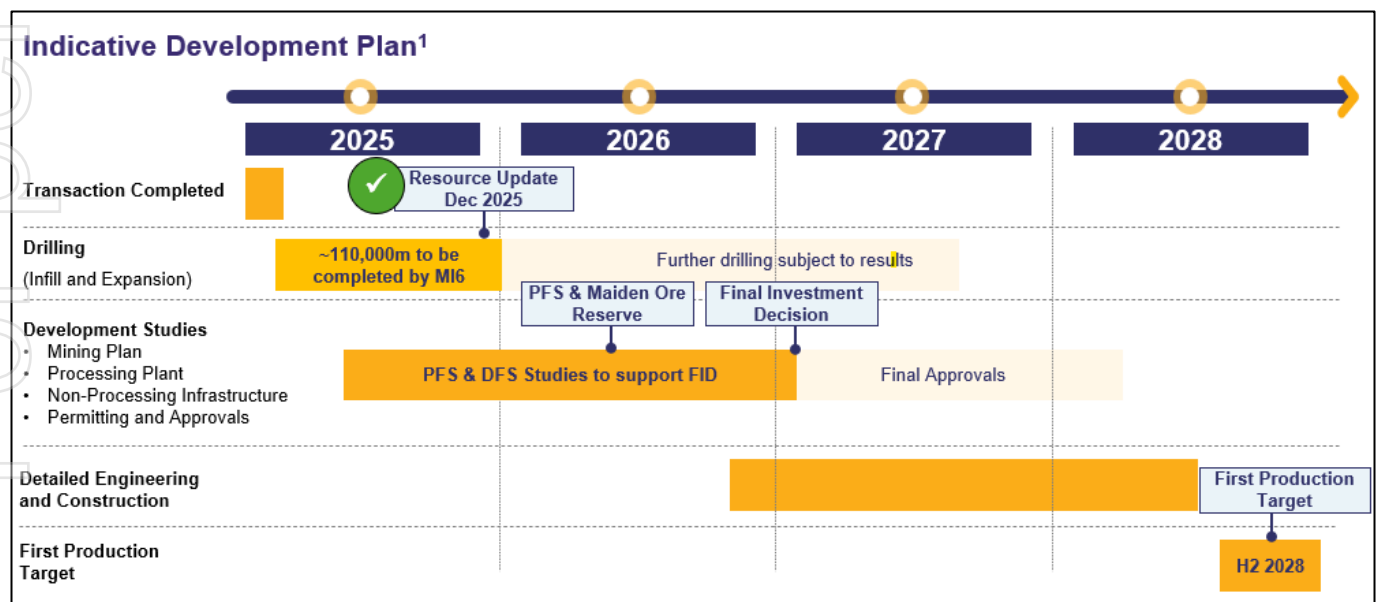 Indicative Development Plan¹
2025
2026
2027
2028
Transaction Completed
Resource Update
Dec 2025
Drilling
(Infill and Expansion)
~110,000m to be
completed by MI6
Further drilling subject to results
PFS & Maiden Ore
Reserve
Final Investment
Decision
Development Studies
• Mining Plan
• Processing Plant
• Non-Processing Infrastructure
• Permitting and Approvals
PFS & DFS Studies to support FID
Final Approvals
Detailed Engineering
and Construction
First Production
Target
First Production
Target
H2 2028